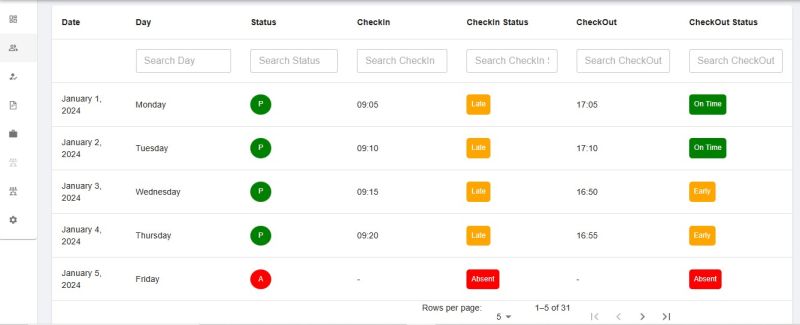 Date Day Status CheckIn Checkin Status CheckOut CheckOut Status
Search Day Search Status Search CheckIn Search CheckIn S Search CheckOut Search CheckOut
January 1, 2024 Monday P 09:05 Late 17:05 On Time
January 2, 2024 Tuesday P 09:10 Late 17:10 On Time
January 3, 2024 Wednesday P 09:15 Late 16:50 Early
January 4, 2024 Thursday P 09:20 Late 16:55 Early
January 5, 2024 Friday A - Absent - Absent
Rows per page: 5 1–5 of 31